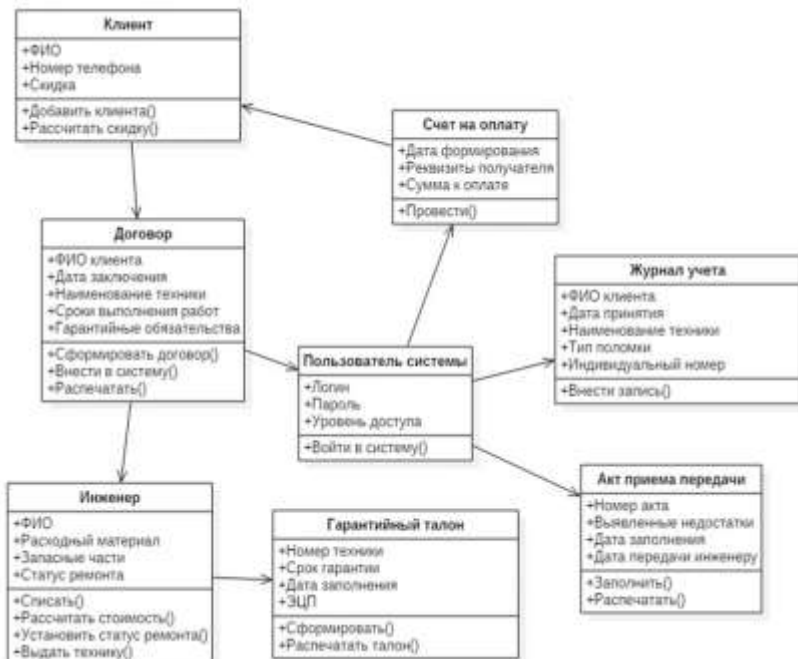 Клиент
+ФИО
+Номер телефона
+Скидка
+Добавить клиента()
+Рассчитать скидку()
Счет на оплату
+Дата формирования
+Реквизиты получателя
+Сумма к оплате
+Провести()
Договор
+ФИО клиента
+Дата заключения
+Наименование техники
+Сроки выполнения работ
+Гарантийные обязательства
+Сформировать договор()
+Внести в систему()
+Распечатать()
Журнал учета
+ФИО клиента
+Дата принятия
+Наименование техники
+Тип поломки
+Индивидуальный номер
+Внести запись()
Пользователь системы
+Логин
+Пароль
+Уровень доступа
+Войти в систему()
Акт приема передачи
+Номер акта
+Выявленные недостатки
+Дата заполнения
+Дата передачи инженеру
+Заполнить()
+Распечатать()
Инженер
+ФИО
+Расходный материал
+Запасные части
+Статус ремонта
+Списать()
+Рассчитать стоимость()
+Установить статус ремонта()
+Выдать технику()
Гарантийный талон
+Номер техники
+Срок гарантии
+Дата заполнения
+ЭЦП
+Сформировать()
+Распечатать талон()